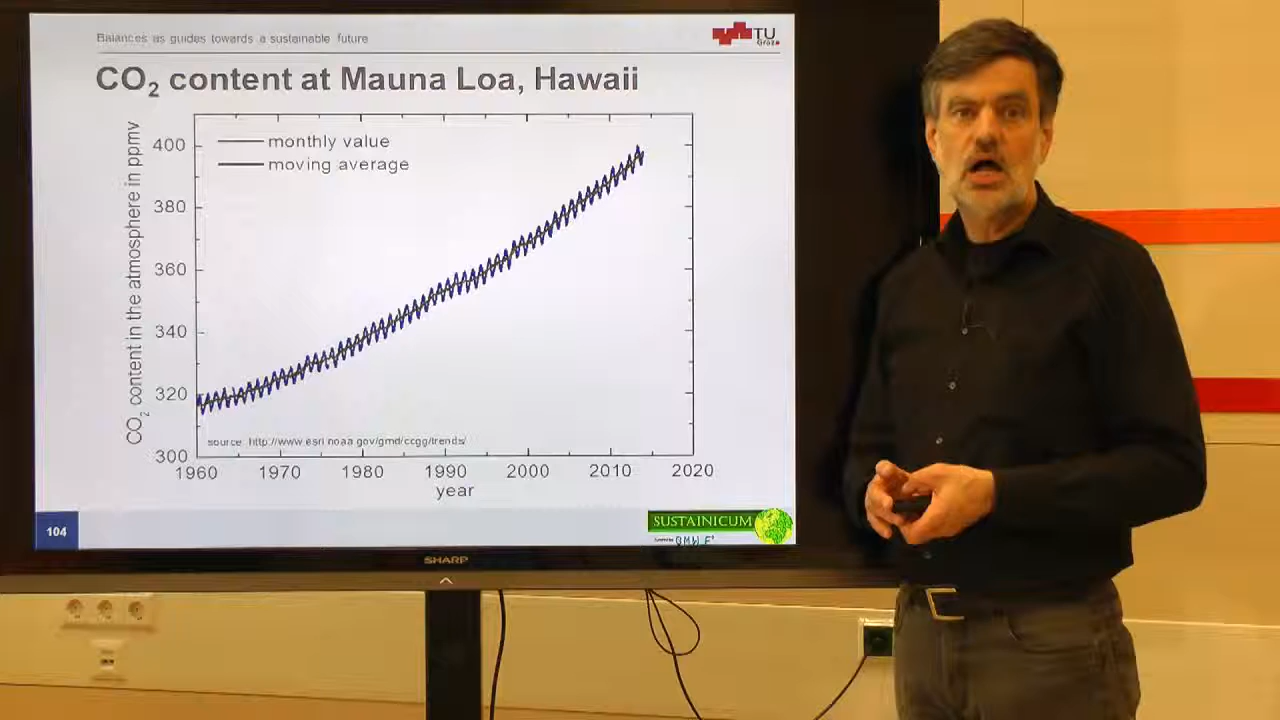 Balances as guides towards a sustainable future
TU
Graz
CO₂ content at Mauna Loa, Hawaii
CO₂ content in the atmosphere in ppmv
400
380
360
340
320
300
monthly value
moving average
source: http://www.esrl.noaa.gov/gmd/ccgg/trends/
1960 1970 1980 1990 2000 2010 2020
year
104
SUSTAINICUM
SHARP